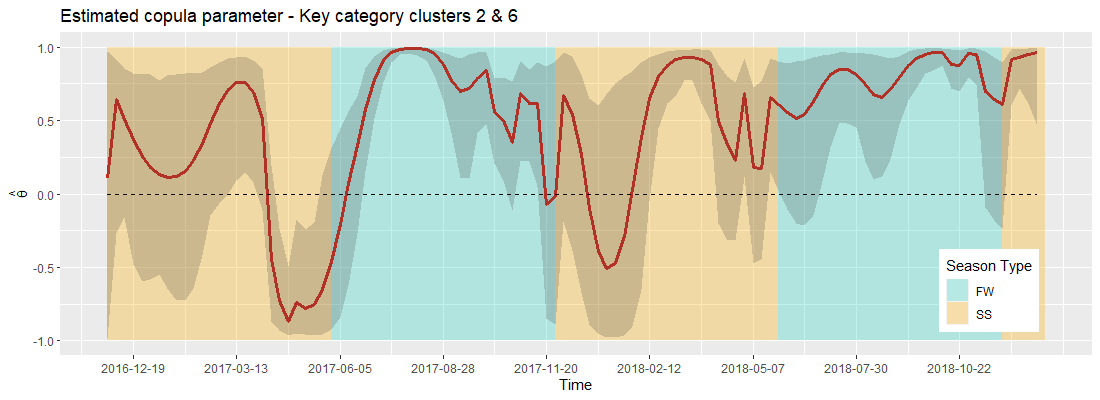 Estimated copula parameter - Key category clusters 2 & 6
1.0
0.5
0.0
-0.5
-1.0
θ̂
2016-12-19 2017-03-13 2017-06-05 2017-08-28 2017-11-20 2018-02-12 2018-05-07 2018-07-30 2018-10-22
Time
Season Type
FW
SS